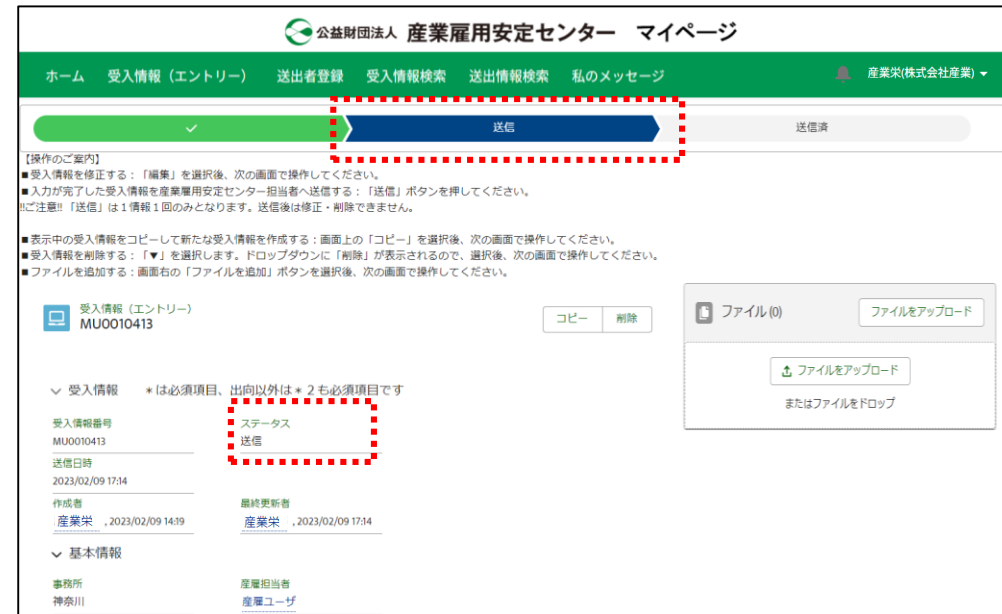 公益財団法人 産業雇用安定センター マイページ
ホーム 受入情報（エントリー） 送出者登録 受入情報検索 送出情報検索 私のメッセージ 産業栄(株式会社産業)
送信 送信済
【操作のご案内】
■受入情報を修正する：「編集」を選択後、次の画面で操作してください。
■入力が完了した受入情報を産業雇用安定センター担当者へ送信する：「送信」ボタンを押してください。
!!ご注意!!「送信」は１情報１回のみとなります。送信後は修正・削除できません。
■表示中の受入情報をコピーして新たな受入情報を作成する：画面上の「コピー」を選択後、次の画面で操作してください。
■受入情報を削除する：「▼」を選択します。ドロップダウンに「削除」が表示されるので、選択後、次の画面で操作してください。
■ファイルを追加する：画面右の「ファイルを追加」ボタンを選択後、次の画面で操作してください。
受入情報（エントリー）
MU0010413
コピー 削除
ファイル(0) ファイルをアップロード
ファイルをアップロード
またはファイルをドロップ
受入情報 ＊は必須項目、出向以外は＊２も必須項目です
受入情報番号 ステータス
MU0010413 送信
送信日時
2023/02/09 17:14
作成者 最終更新者
産業栄 , 2023/02/09 14:19 産業栄 , 2023/02/09 17:14
基本情報
事務所 産雇担当者
神奈川 産雇ユーザ